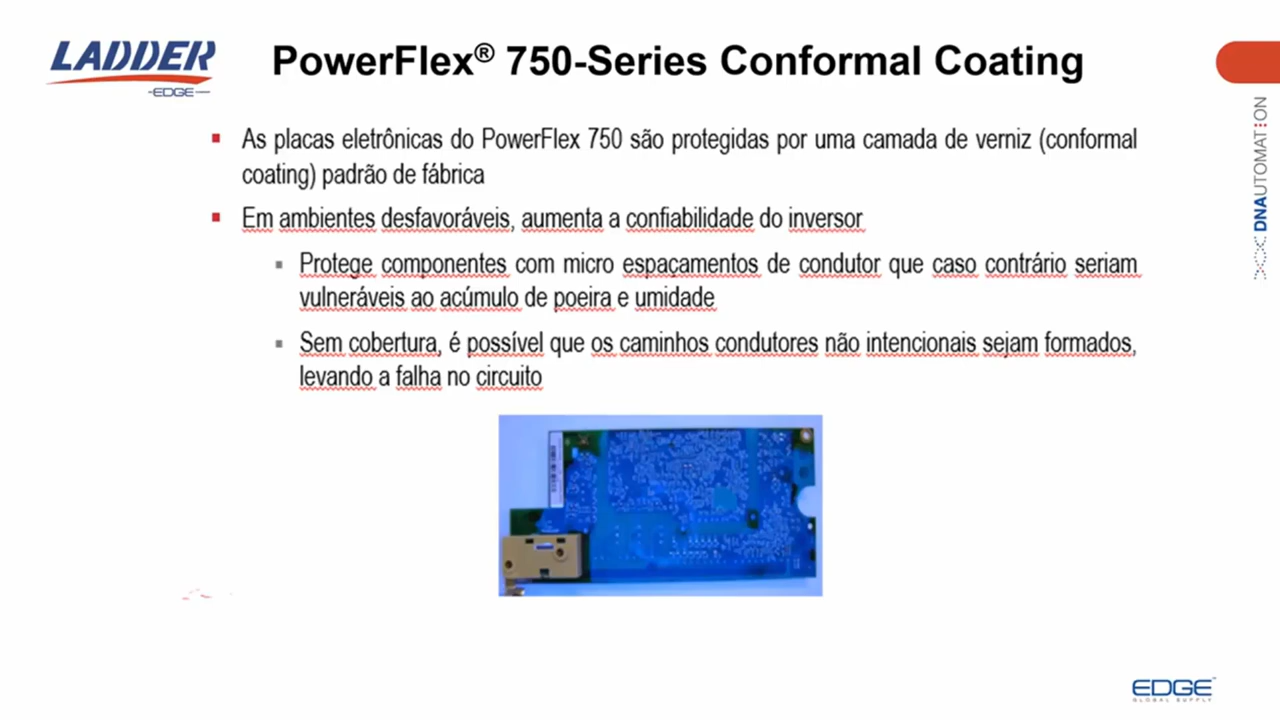 LADDER
EDGE
PowerFlex® 750-Series Conformal Coating
DNAUTOMATION
As placas eletrônicas do PowerFlex 750 são protegidas por uma camada de verniz (conformal
coating) padrão de fábrica
Em ambientes desfavoráveis, aumenta a confiabilidade do inversor
Protege componentes com micro espaçamentos de condutor que caso contrário seriam
vulneráveis ao acúmulo de poeira e umidade
Sem cobertura, é possível que os caminhos condutores não intencionais sejam formados,
levando a falha no circuito
EDGE
GLOBAL SUPPLY